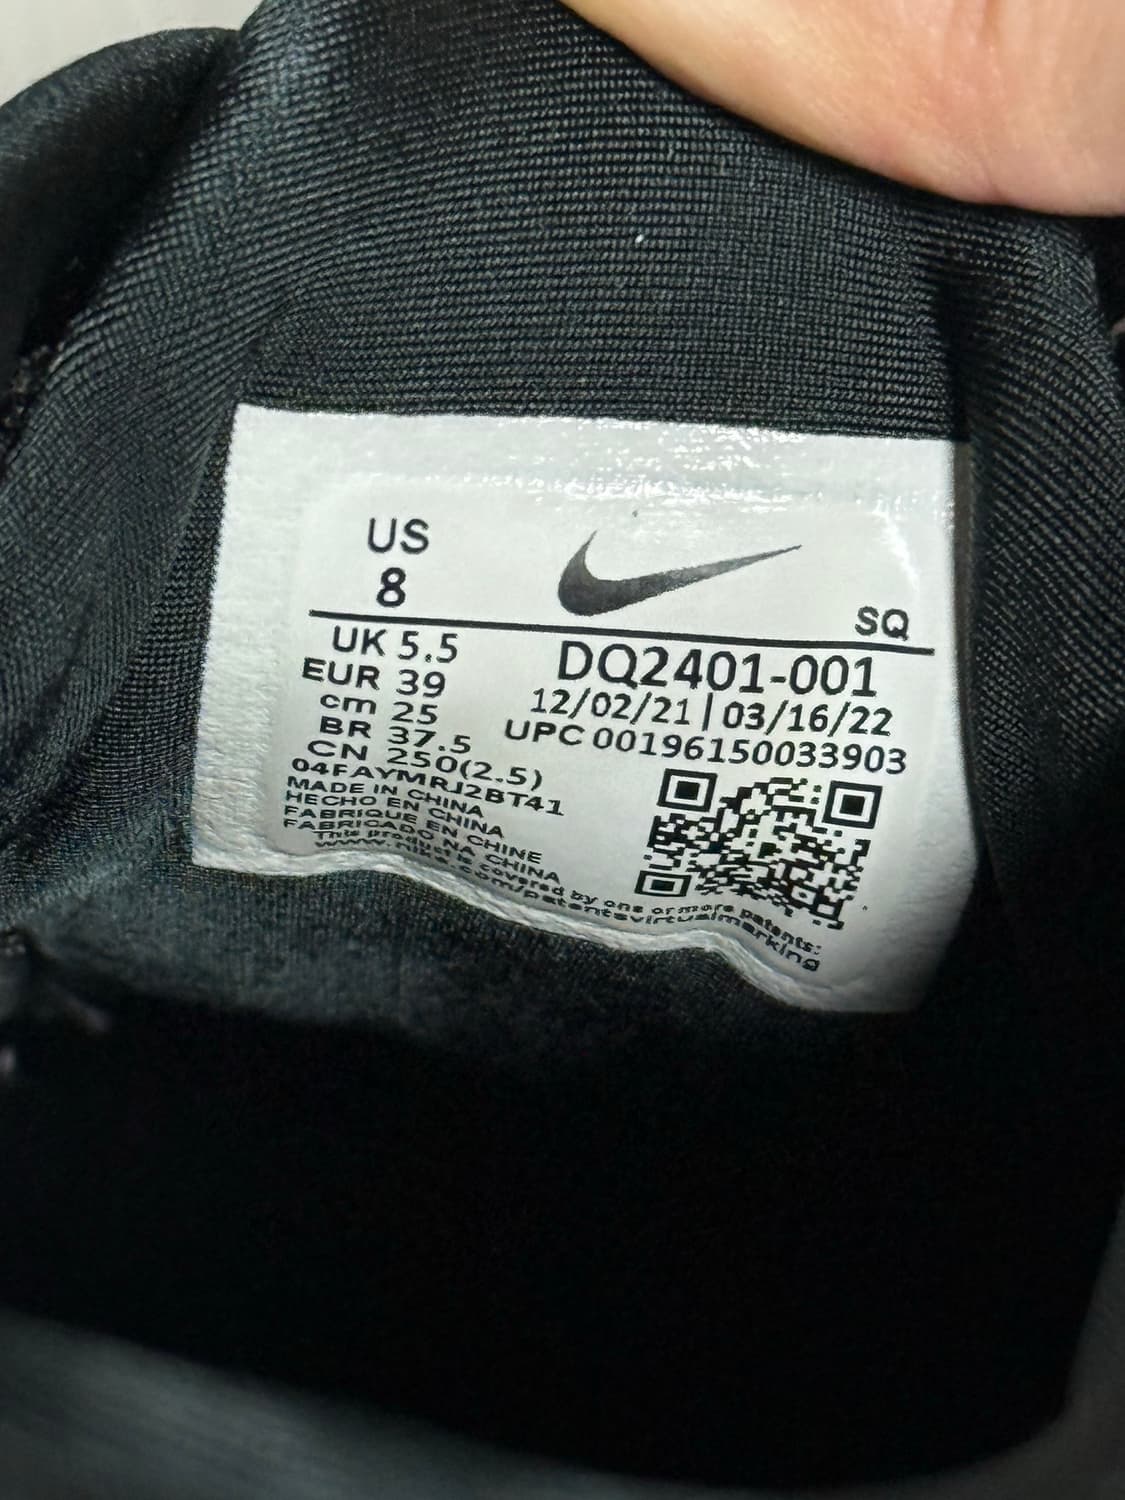 US
8
SQ
UK 5.5
EUR 39
cm 25
BR 37.5
CN 250(2.5)
DQ2401-001
12/02/21 | 03/16/22
UPC 00196150033903
04FAYMRJ2BT41
MADE IN CHINA
HECHO EN CHINA
FABRIQUE EN CHINE
FABRICADO NA CHINA
This product is covered by one or more patents:
www.nike.com/patentsvirtualmarking